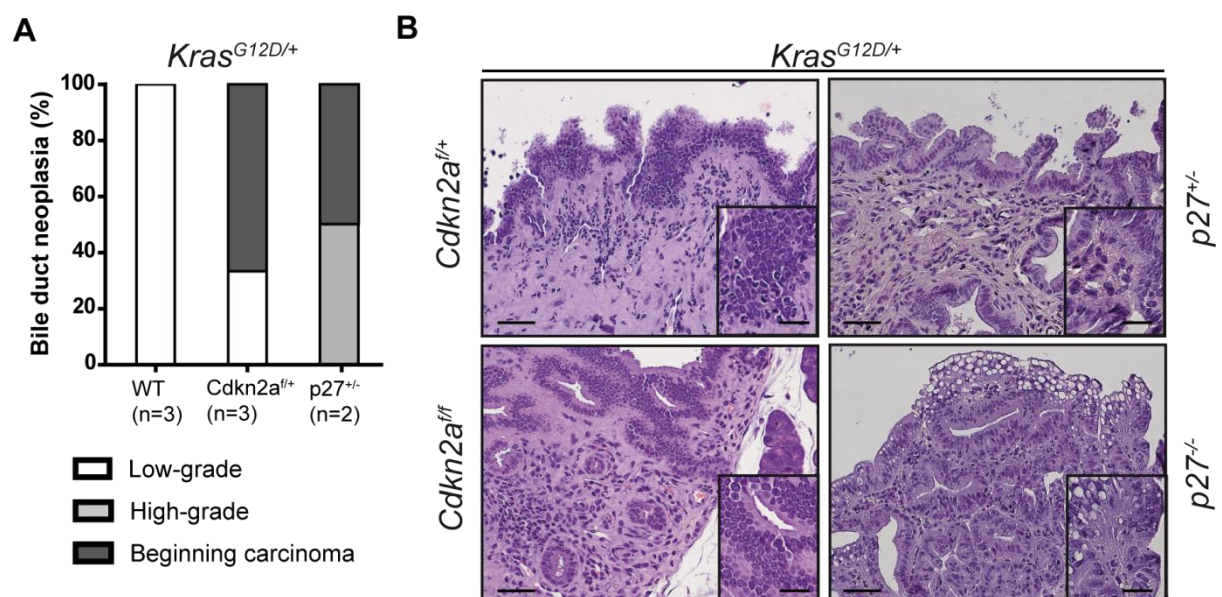 A
Kras^G12D/+
Bile duct neoplasia (%)
100
80
60
40
20
0
WT
(n=3)
Cdkn2a^f/+
(n=3)
p27^+/-
(n=2)
Low-grade
High-grade
Beginning carcinoma
B
Kras^G12D/+
Cdkn2a^f/+
p27^+/-
Cdkn2a^f/f
p27^-/-